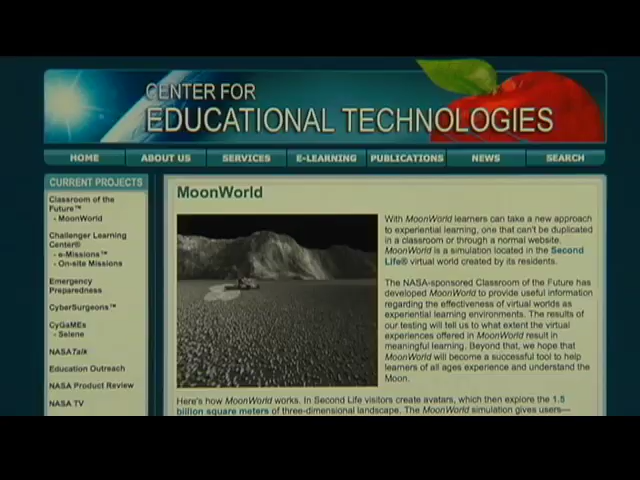 CENTER FOR
EDUCATIONAL TECHNOLOGIES
HOME
ABOUT US
SERVICES
E-LEARNING
PUBLICATIONS
NEWS
SEARCH
CURRENT PROJECTS
Classroom of the
Future™
- MoonWorld
Challenger Learning
Center®
- e-Missions™
- On-site Missions
Emergency
Preparedness
CyberSurgeons™
CyGaMEs
- Selene
NASATalk
Education Outreach
NASA Product Review
NASA TV
MoonWorld
With MoonWorld learners can take a new approach
to experiential learning, one that can't be duplicated
in a classroom or through a normal website.
MoonWorld is a simulation located in the Second
Life® virtual world created by its residents.
The NASA-sponsored Classroom of the Future has
developed MoonWorld to provide useful information
regarding the effectiveness of virtual worlds as
experiential learning environments. The results of
our testing will tell us to what extent the virtual
experiences offered in MoonWorld result in
meaningful learning. Beyond that, we hope that
MoonWorld will become a successful tool to help
learners of all ages experience and understand the
Moon.
Here's how MoonWorld works. In Second Life visitors create avatars, which then explore the 1.5
billion square meters of three-dimensional landscape. The MoonWorld simulation gives users—